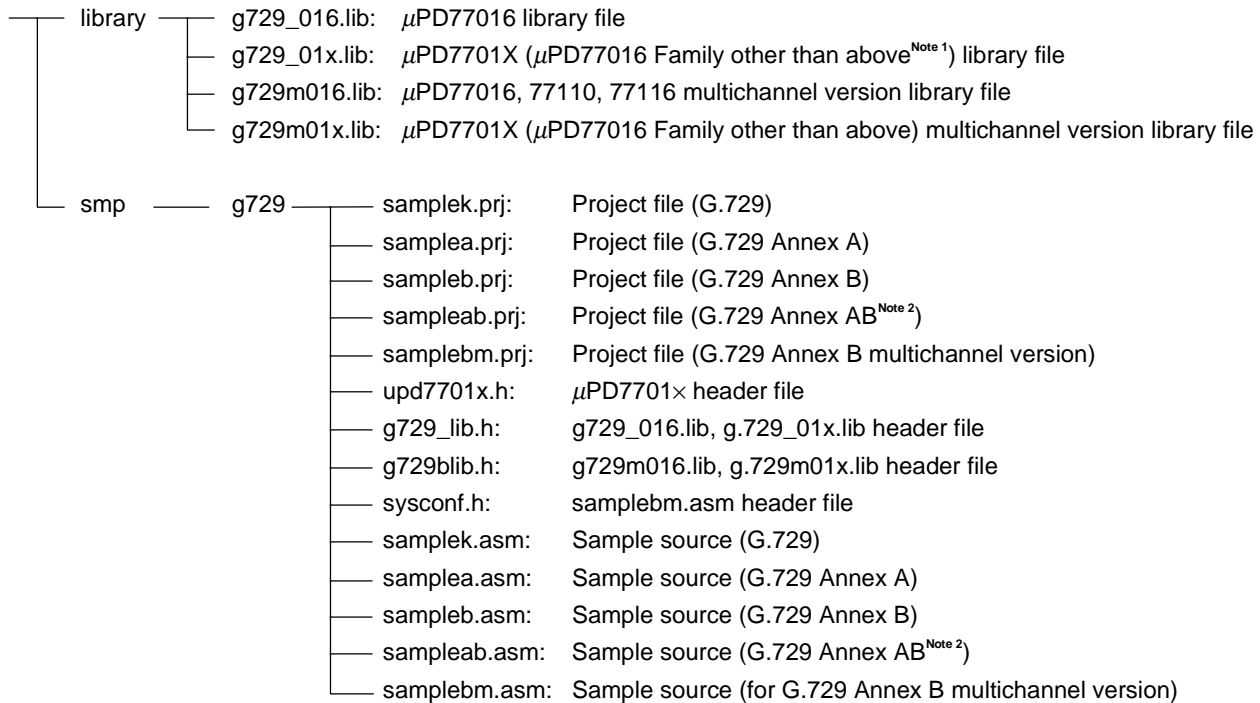 library g729_016.lib: μPD77016 library file
g729_01x.lib: μPD7701X (μPD77016 Family other than above Note 1) library file
g729m016.lib: μPD77016, 77110, 77116 multichannel version library file
g729m01x.lib: μPD7701X (μPD77016 Family other than above) multichannel version library file
smp g729 samplek.prj: Project file (G.729)
samplea.prj: Project file (G.729 Annex A)
sampleb.prj: Project file (G.729 Annex B)
sampleab.prj: Project file (G.729 Annex AB Note 2)
samplebm.prj: Project file (G.729 Annex B multichannel version)
upd7701x.h: μPD7701× header file
g729_lib.h: g729_016.lib, g.729_01x.lib header file
g729blib.h: g729m016.lib, g.729m01x.lib header file
sysconf.h: samplebm.asm header file
samplek.asm: Sample source (G.729)
samplea.asm: Sample source (G.729 Annex A)
sampleb.asm: Sample source (G.729 Annex B)
sampleab.asm: Sample source (G.729 Annex AB Note 2)
samplebm.asm: Sample source (for G.729 Annex B multichannel version)